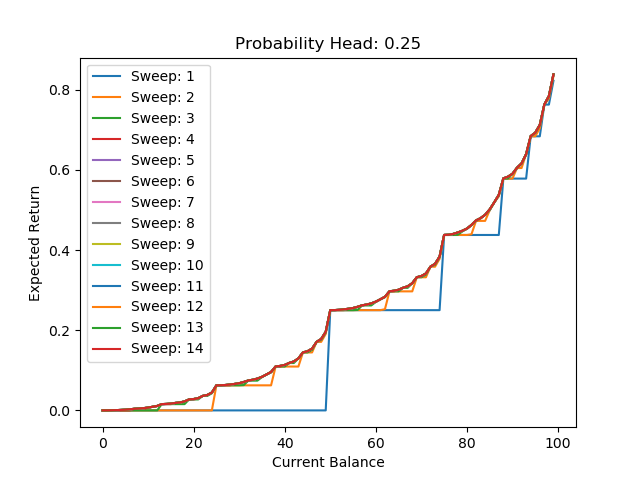 Probability Head: 0.25
Sweep: 1
Sweep: 2
Sweep: 3
Sweep: 4
Sweep: 5
Sweep: 6
Sweep: 7
Sweep: 8
Sweep: 9
Sweep: 10
Sweep: 11
Sweep: 12
Sweep: 13
Sweep: 14
Expected Return
0.8
0.6
0.4
0.2
0.0
0
20
40
60
80
100
Current Balance